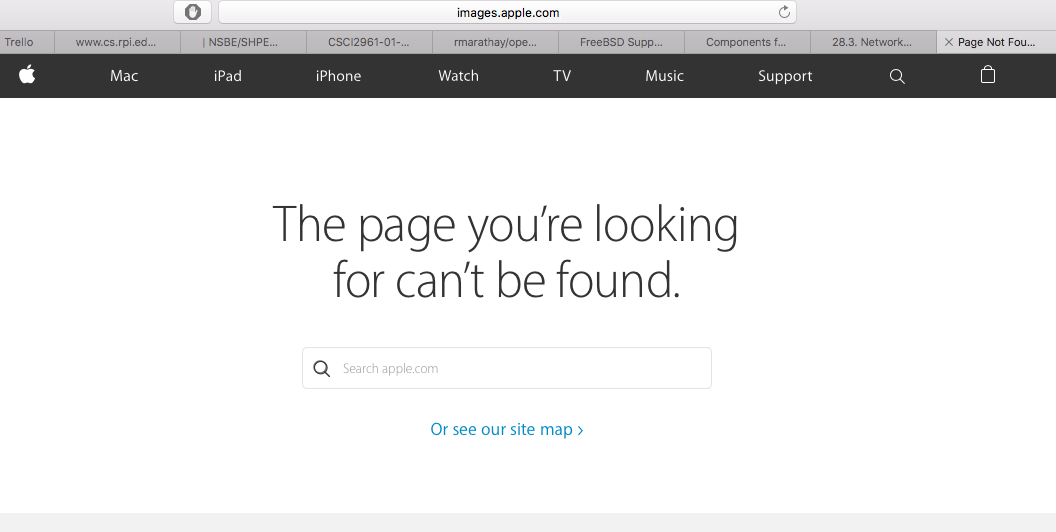 images.apple.com
Trello
www.cs.rpi.ed...
| NSBE/SHPE...
CSCI2961-01-...
rmarathay/ope...
FreeBSD Supp...
Components f...
28.3. Network...
Page Not Fou...
Mac
iPad
iPhone
Watch
TV
Music
Support
The page you’re looking
for can’t be found.
Search apple.com
Or see our site map ›